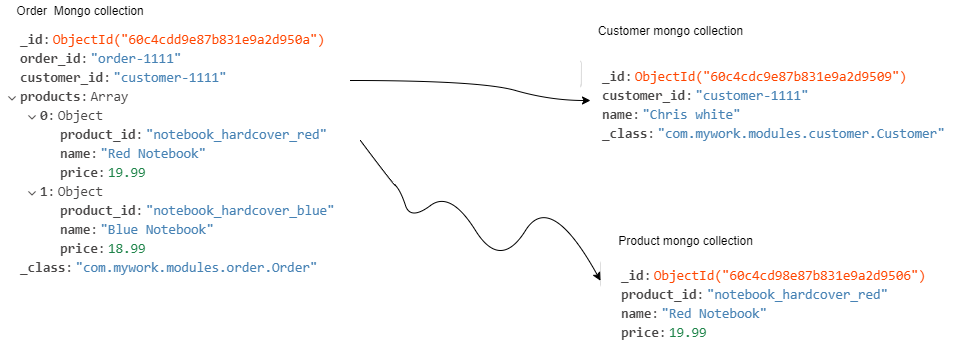 Order Mongo collection
_id: ObjectId("60c4cdd9e87b831e9a2d950a")
order_id: "order-1111"
customer_id: "customer-1111"
products: Array
0: Object
product_id: "notebook_hardcover_red"
name: "Red Notebook"
price: 19.99
1: Object
product_id: "notebook_hardcover_blue"
name: "Blue Notebook"
price: 18.99
_class: "com.mywork.modules.order.Order"
Customer mongo collection
_id: ObjectId("60c4cdc9e87b831e9a2d9509")
customer_id: "customer-1111"
name: "Chris white"
_class: "com.mywork.modules.customer.Customer"
Product mongo collection
_id: ObjectId("60c4cd98e87b831e9a2d9506")
product_id: "notebook_hardcover_red"
name: "Red Notebook"
price: 19.99